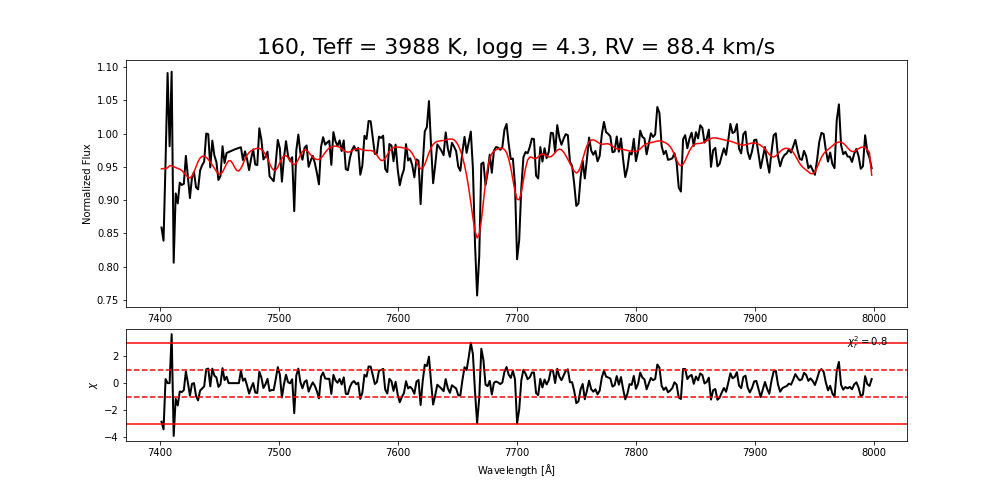 160, Teff = 3988 K, logg = 4.3, RV = 88.4 km/s
1.10
1.05
1.00
0.95
0.90
0.85
0.80
0.75
Normalized Flux
7400 7500 7600 7700 7800 7900 8000
χ²ᵣ = 0.8
2
0
−2
−4
χ
7400 7500 7600 7700 7800 7900 8000
Wavelength [Å]